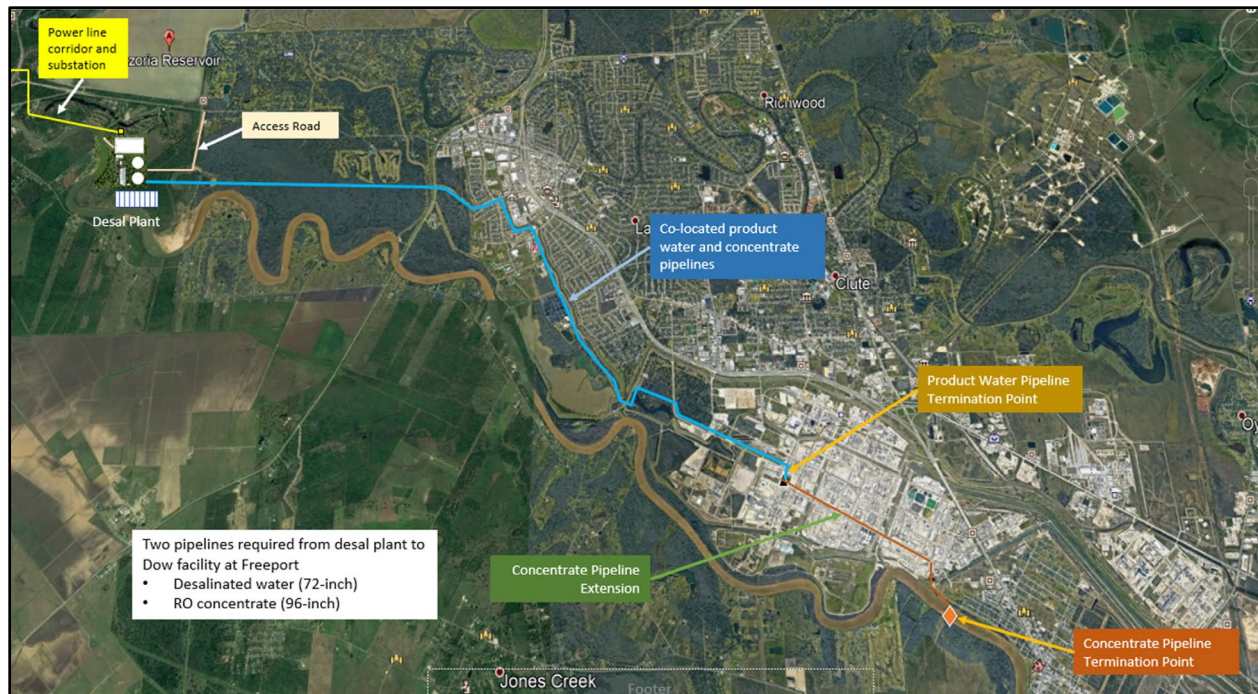 Power line
corridor and
substation
A
zoria Reservoir
Access Road
Desal Plant
Richwood
La
Co-located product
water and concentrate
pipelines
Clute
Product Water Pipeline
Termination Point
Oy
Two pipelines required from desal plant to
Dow facility at Freeport
• Desalinated water (72-inch)
• RO concentrate (96-inch)
Concentrate Pipeline
Extension
Concentrate Pipeline
Termination Point
Jones Creek
Footer